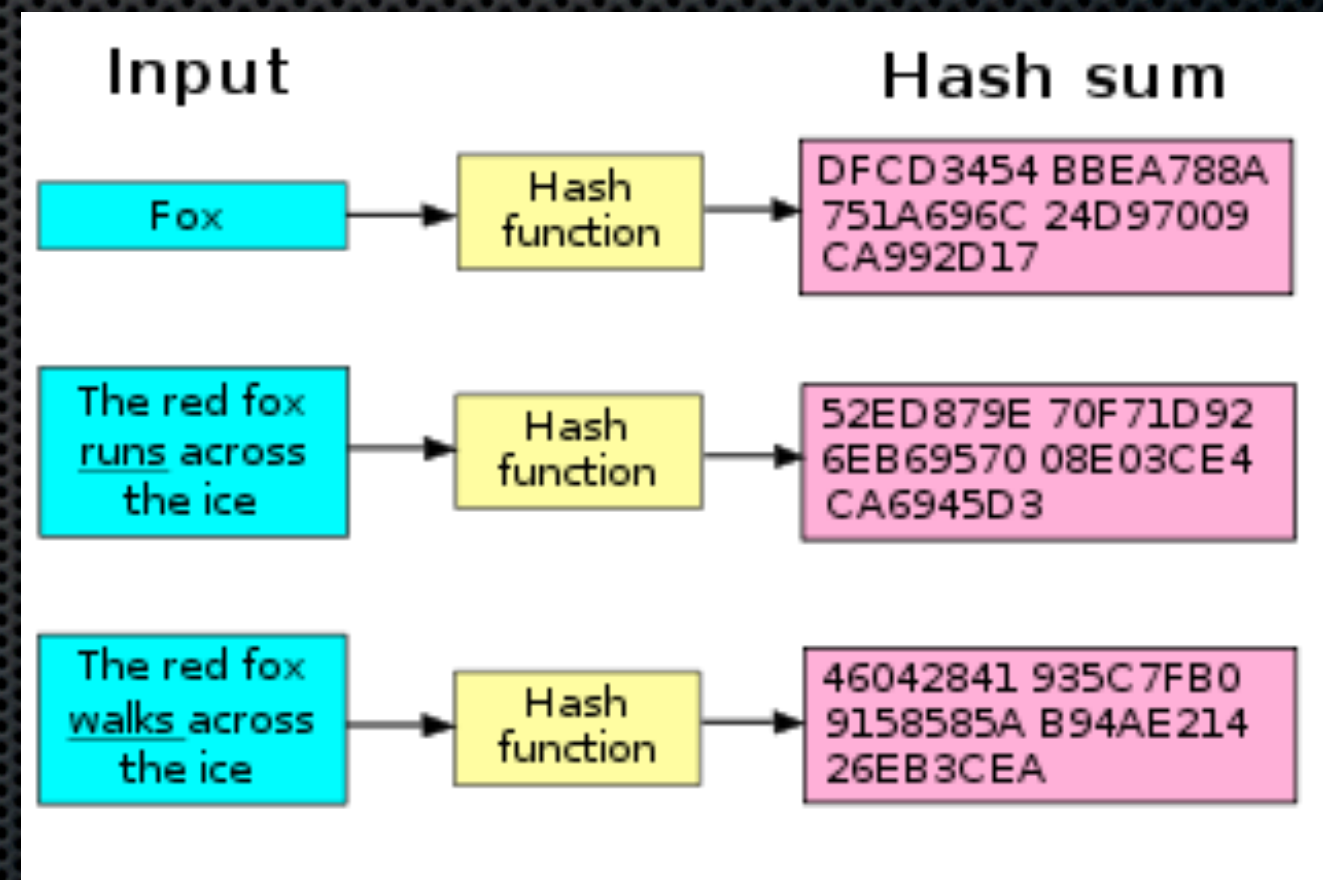 Input
Hash sum
Fox
Hash
function
DFCD3454 BBEA788A
751A696C 24D97009
CA992D17
The red fox
runs across
the ice
Hash
function
52ED879E 70F71D92
6EB69570 08E03CE4
CA6945D3
The red fox
walks across
the ice
Hash
function
46042841 935C7FB0
9158585A B94AE214
26EB3CEA